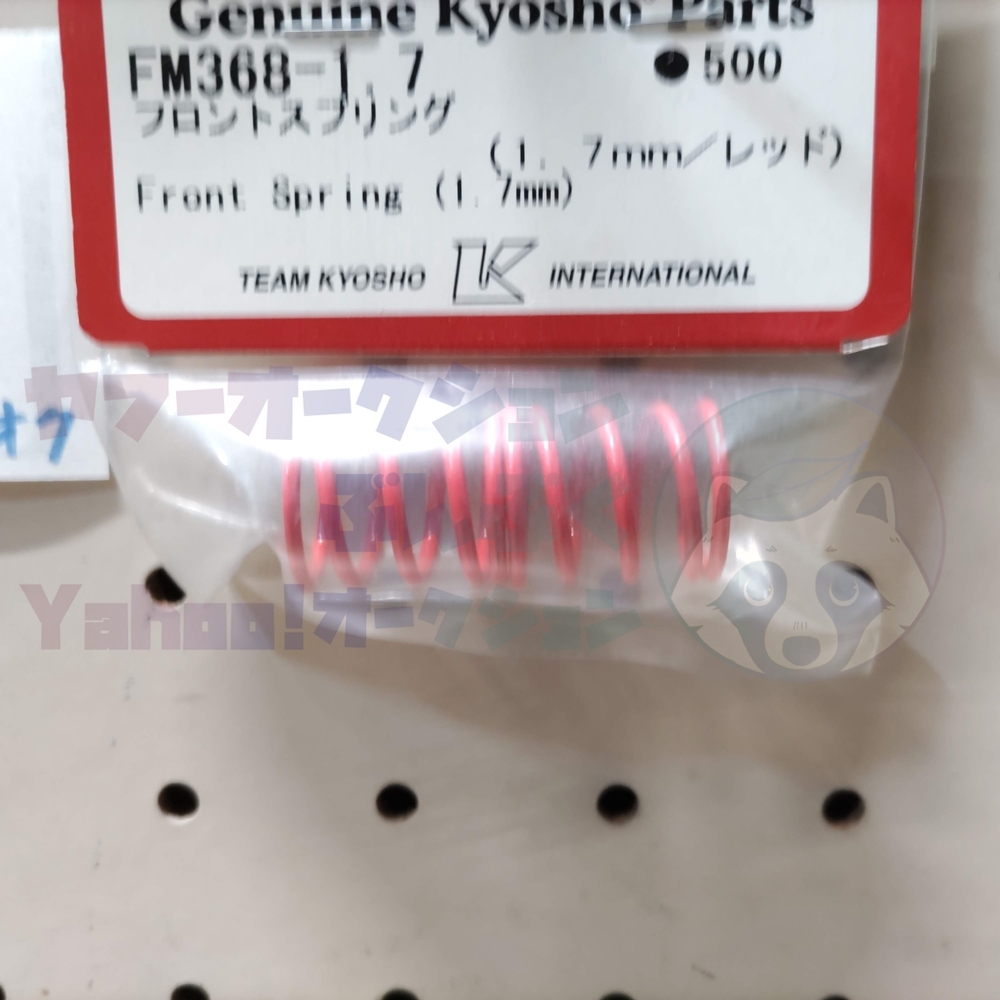 Genuine Kyosho Parts
FM368-1.7 ●500
フロントスプリング
(1.7mm/レッド)
Front Spring (1.7mm)
TEAM KYOSHO K INTERNATIONAL
ヤフーオークション
オク
Yahoo!オークション